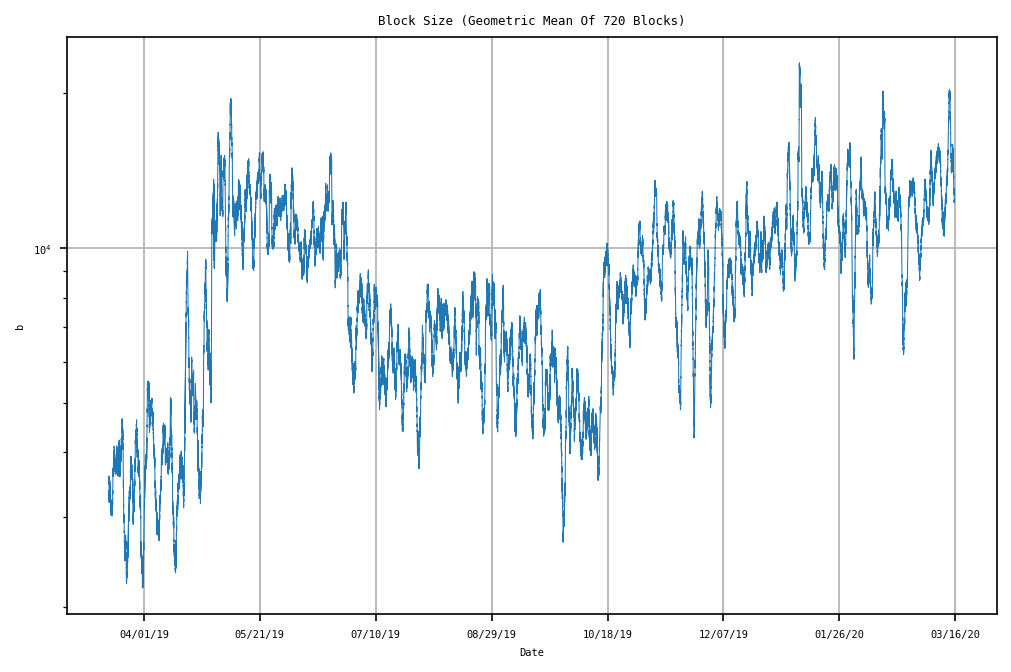 Block Size (Geometric Mean Of 720 Blocks)
b
10⁴
04/01/19 05/21/19 07/10/19 08/29/19 10/18/19 12/07/19 01/26/20 03/16/20
Date